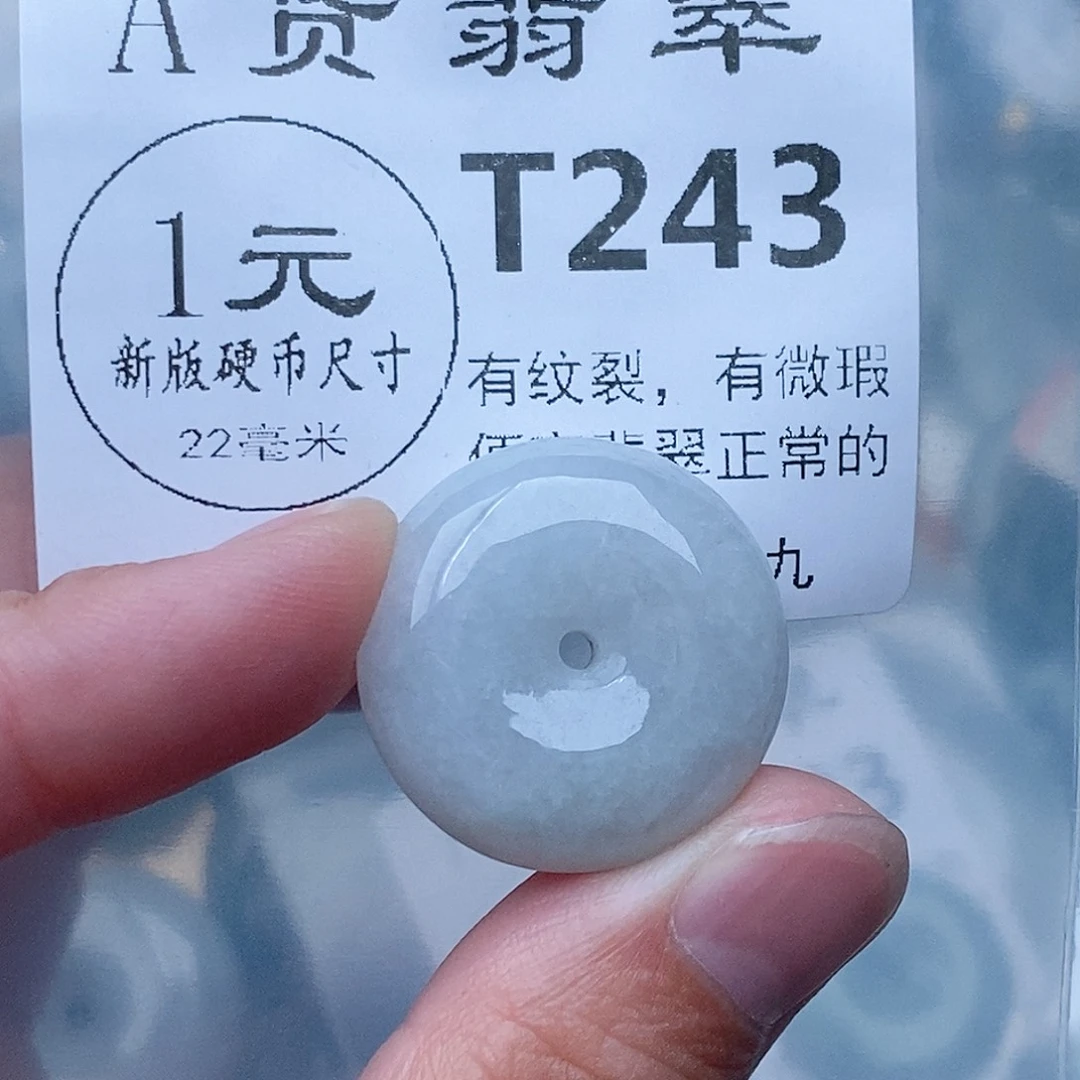 A货翡翠
T243
1元
新版硬币尺寸
22毫米
有纹裂，有微瑕
翠正常的
九